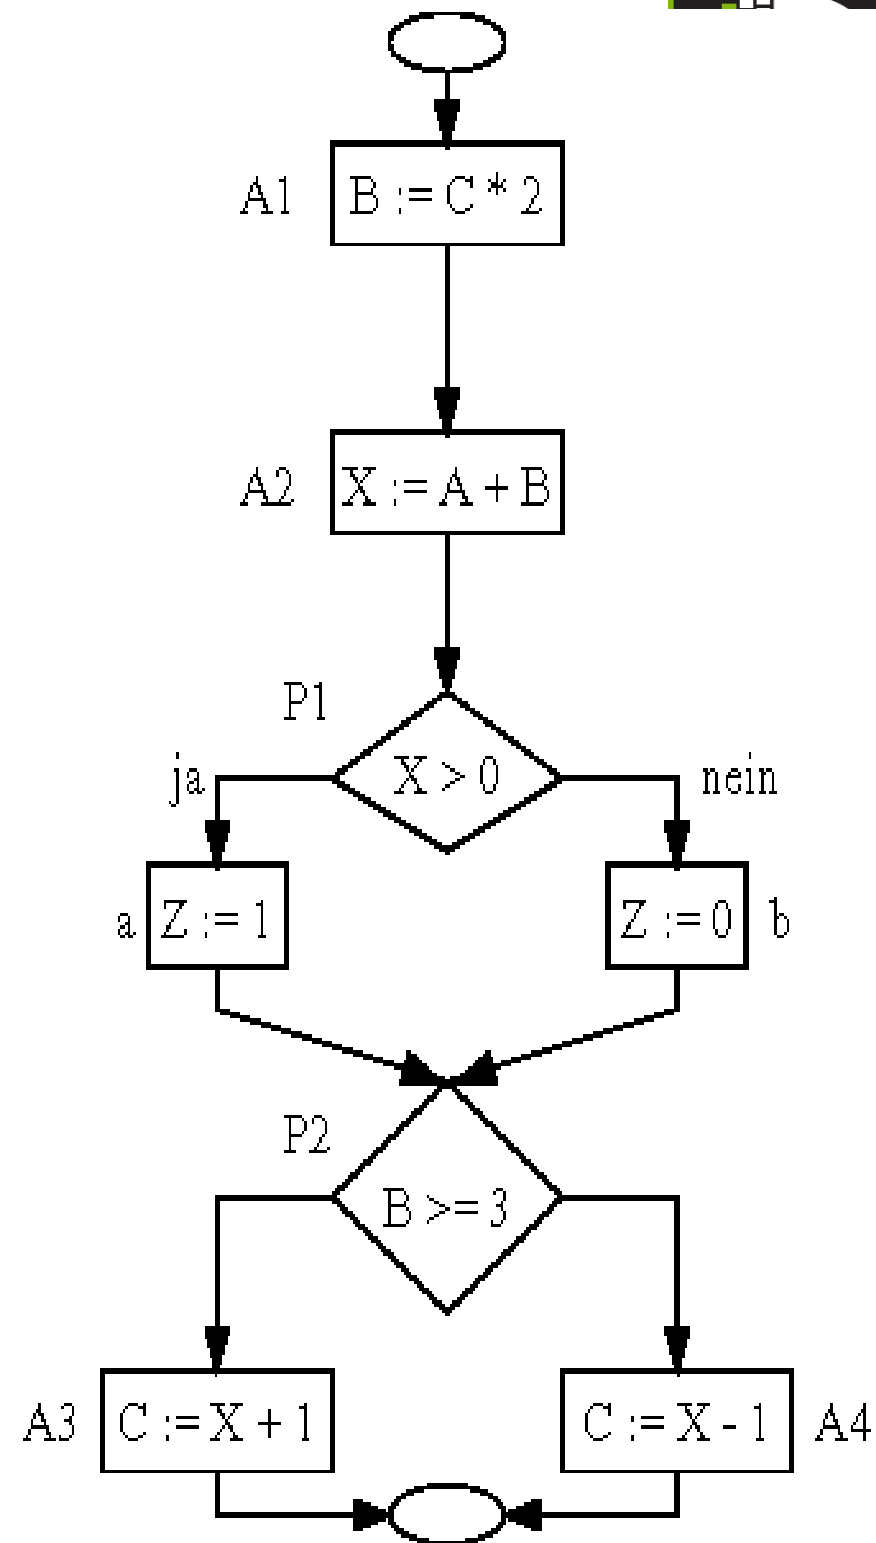 A1 B := C * 2
A2 X := A + B
P1
X > 0
ja nein
a Z := 1 Z := 0 b
P2
B >= 3
A3 C := X + 1 C := X - 1 A4